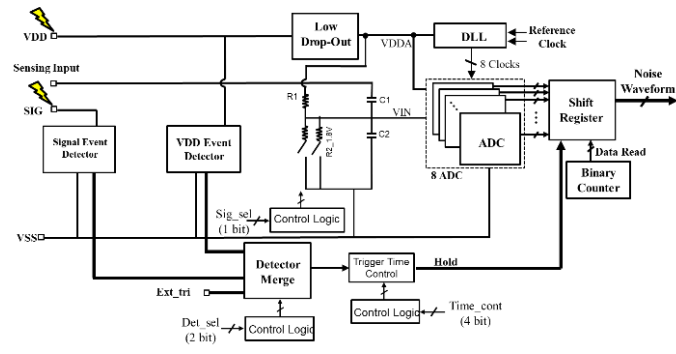 VDD
Low
Drop-Out
VDDA
DLL
Reference
Clock
Sensing Input
8 Clocks
Noise
Waveform
SIG
R1
C1
VIN
Shift
Register
Signal Event
Detector
VDD Event
Detector
R2_1.8V
C2
ADC
8 ADC
Data Read
Binary
Counter
Sig_sel
(1 bit)
Control Logic
VSS
Detector
Merge
Trigger Time
Control
Hold
Ext_tri
Det_sel
(2 bit)
Control Logic
Control Logic
Time_cont
(4 bit)